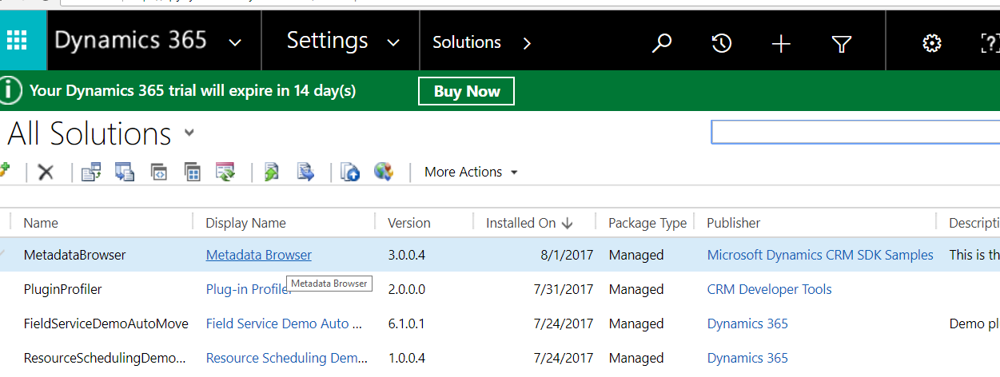 Dynamics 365 Settings Solutions
Your Dynamics 365 trial will expire in 14 day(s) Buy Now
All Solutions
More Actions
Name Display Name Version Installed On Package Type Publisher Descripti
MetadataBrowser Metadata Browser 3.0.0.4 8/1/2017 Managed Microsoft Dynamics CRM SDK Samples This is th
Metadata Browser
PluginProfiler Plug-in Profiler 2.0.0.0 7/31/2017 Managed CRM Developer Tools
FieldServiceDemoAutoMove Field Service Demo Auto ... 6.1.0.1 7/24/2017 Managed Dynamics 365 Demo pl
ResourceSchedulingDemo... Resource Scheduling Dem... 1.0.0.4 7/24/2017 Managed Dynamics 365